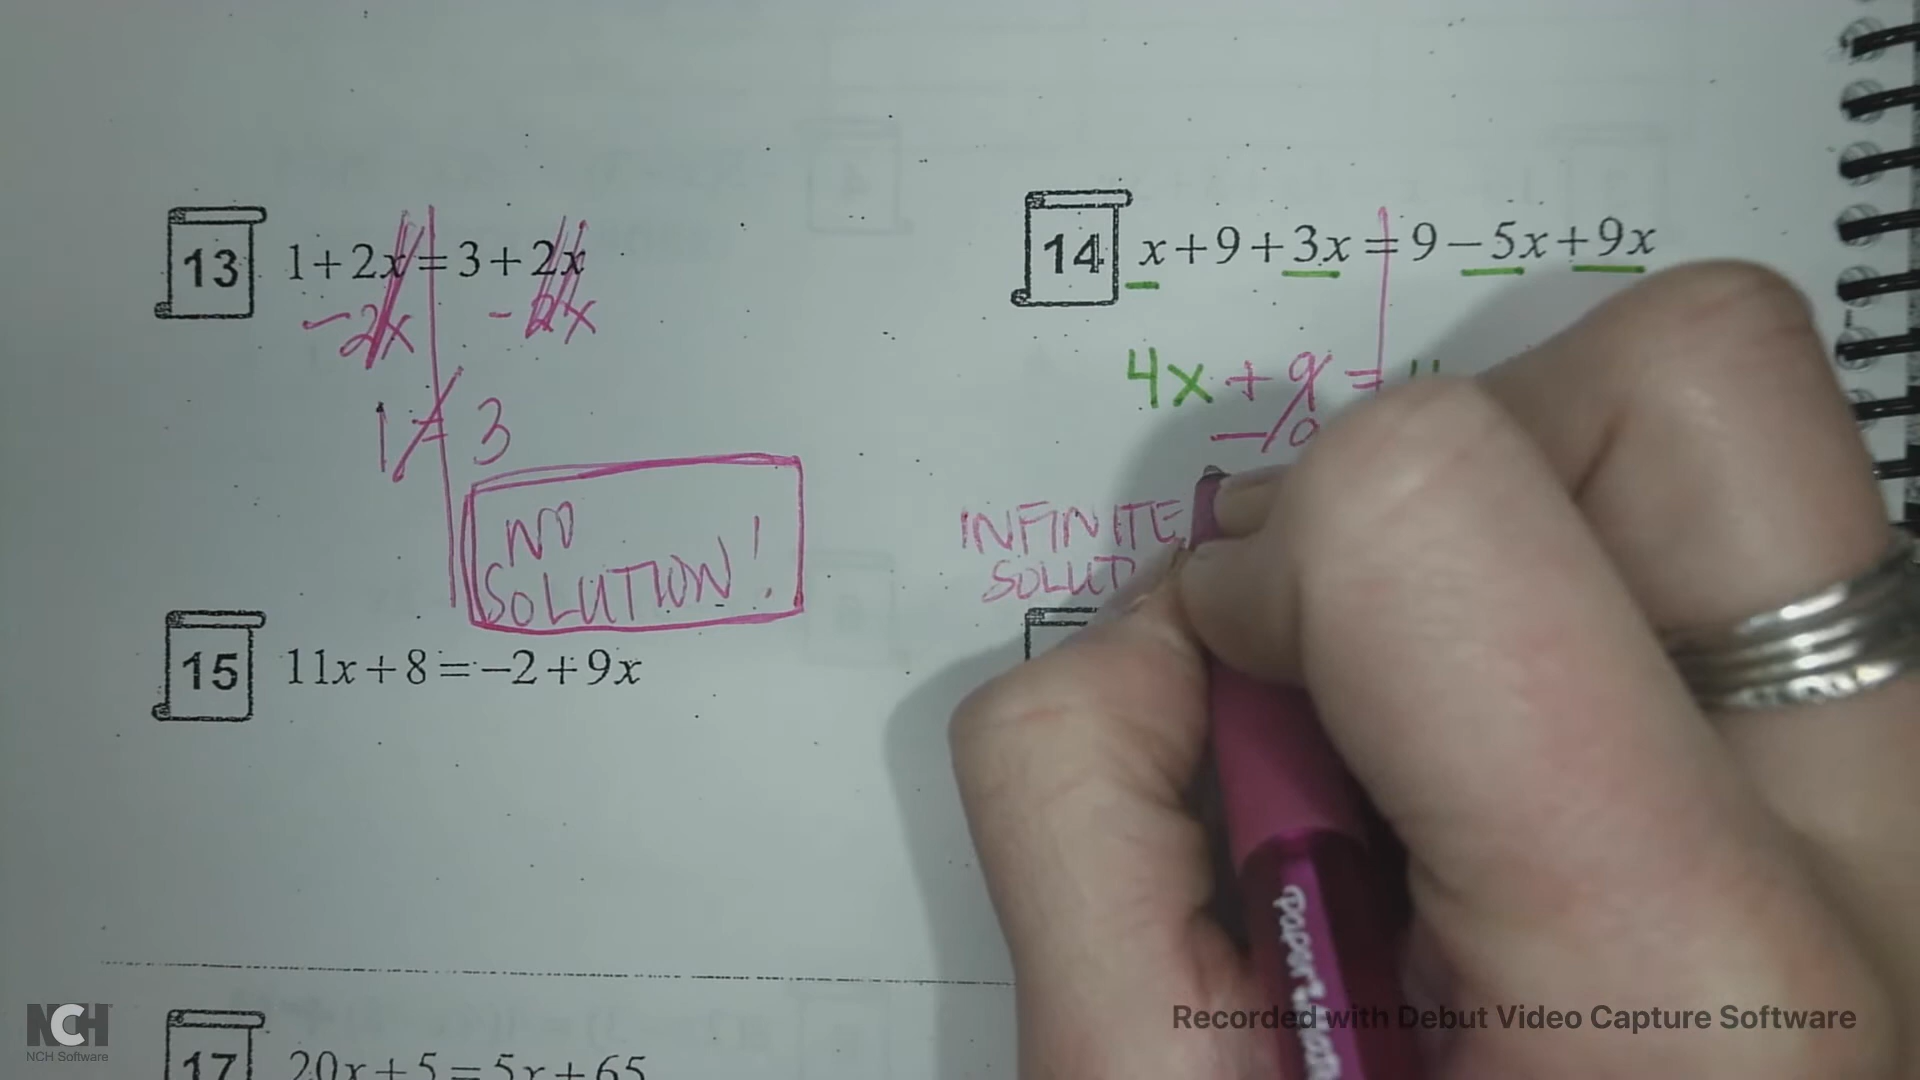 13 1+2x=3+2x
-2x -2x
1≠3
NO
SOLUTION!
14 x+9+3x=9-5x+9x
4x+9=
-9
INFINITE
15 11x+8=-2+9x
17 20x+5=5x+65
NCH
NCH Software
Recorded with Debut Video Capture Software